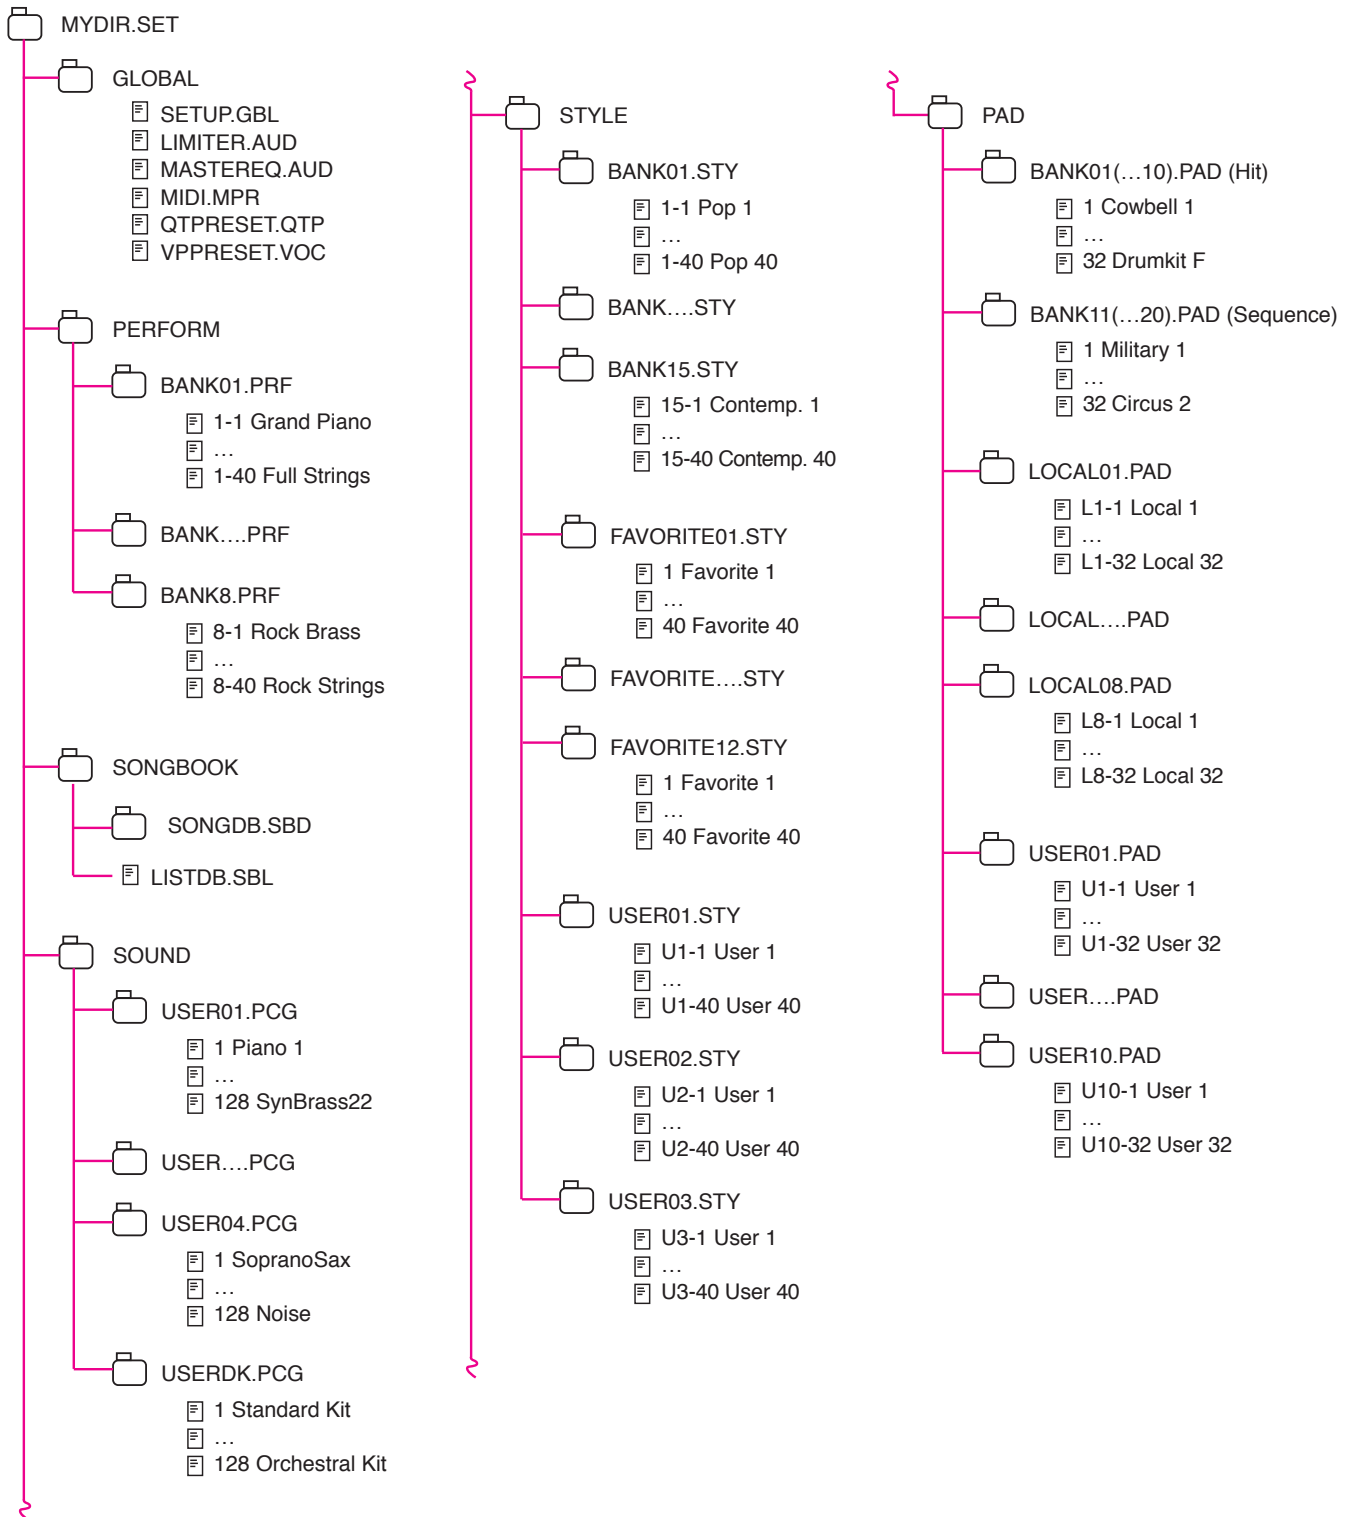 MYDIR.SET
GLOBAL
SETUP.GBL
LIMITER.AUD
MASTEREQ.AUD
MIDI.MPR
QTPRESET.QTP
VPPRESET.VOC
PERFORM
BANK01.PRF
1-1 Grand Piano
…
1-40 Full Strings
BANK….PRF
BANK8.PRF
8-1 Rock Brass
…
8-40 Rock Strings
SONGBOOK
SONGDB.SBD
LISTDB.SBL
SOUND
USER01.PCG
1 Piano 1
…
128 SynBrass22
USER….PCG
USER04.PCG
1 SopranoSax
…
128 Noise
USERDK.PCG
1 Standard Kit
…
128 Orchestral Kit
STYLE
BANK01.STY
1-1 Pop 1
…
1-40 Pop 40
BANK….STY
BANK15.STY
15-1 Contemp. 1
…
15-40 Contemp. 40
FAVORITE01.STY
1 Favorite 1
…
40 Favorite 40
FAVORITE….STY
FAVORITE12.STY
1 Favorite 1
…
40 Favorite 40
USER01.STY
U1-1 User 1
…
U1-40 User 40
USER02.STY
U2-1 User 1
…
U2-40 User 40
USER03.STY
U3-1 User 1
…
U3-40 User 40
PAD
BANK01(…10).PAD (Hit)
1 Cowbell 1
…
32 Drumkit F
BANK11(…20).PAD (Sequence)
1 Military 1
…
32 Circus 2
LOCAL01.PAD
L1-1 Local 1
…
L1-32 Local 32
LOCAL….PAD
LOCAL08.PAD
L8-1 Local 1
…
L8-32 Local 32
USER01.PAD
U1-1 User 1
…
U1-32 User 32
USER….PAD
USER10.PAD
U10-1 User 1
…
U10-32 User 32